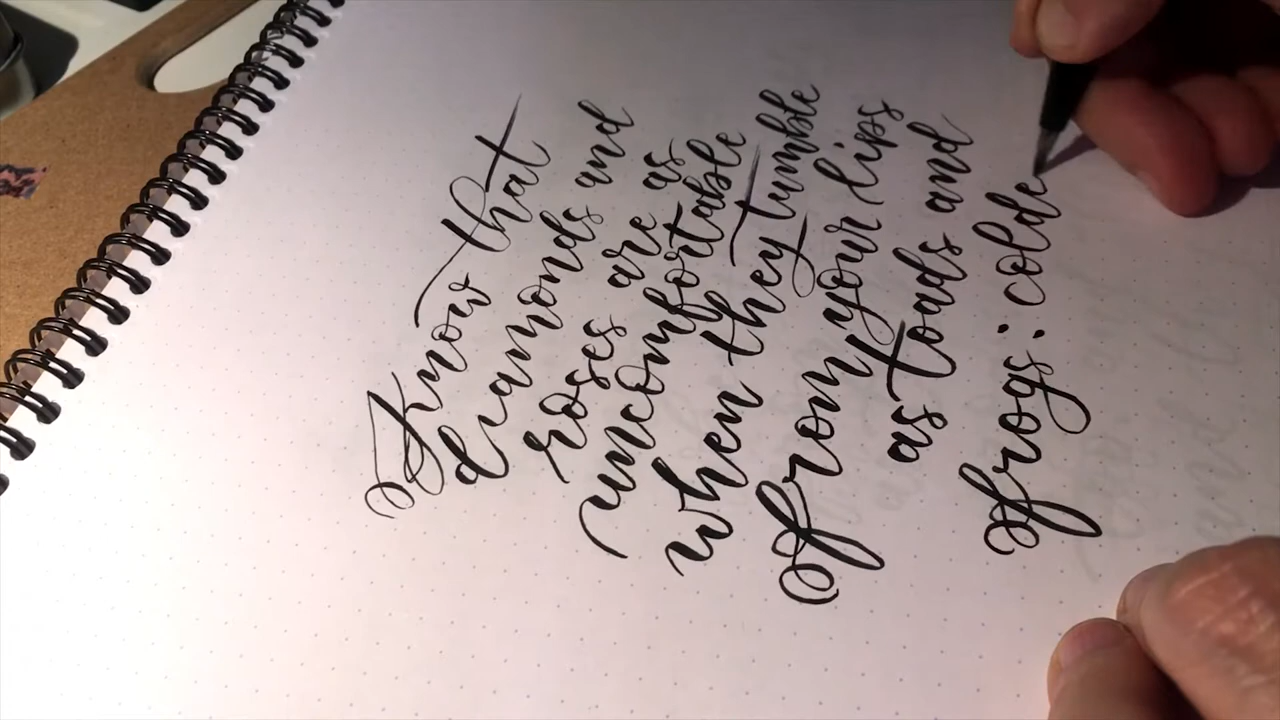 Know that
diamonds and
roses are as
uncomfortable
when they tumble
from your lips
as toads and
frogs: colde